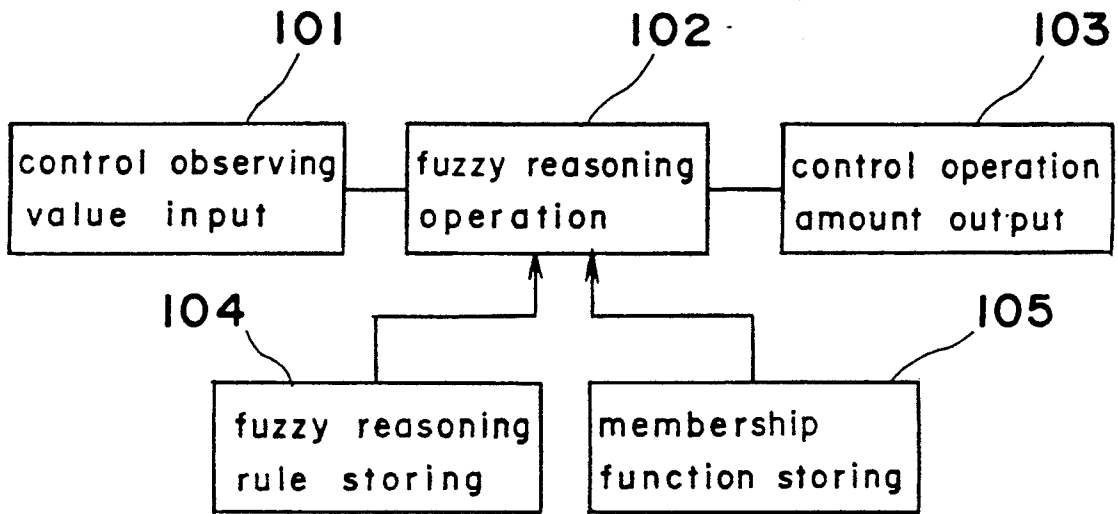 101
102
103
control observing
value input
fuzzy reasoning
operation
control operation
amount output
104
105
fuzzy reasoning
rule storing
membership
function storing